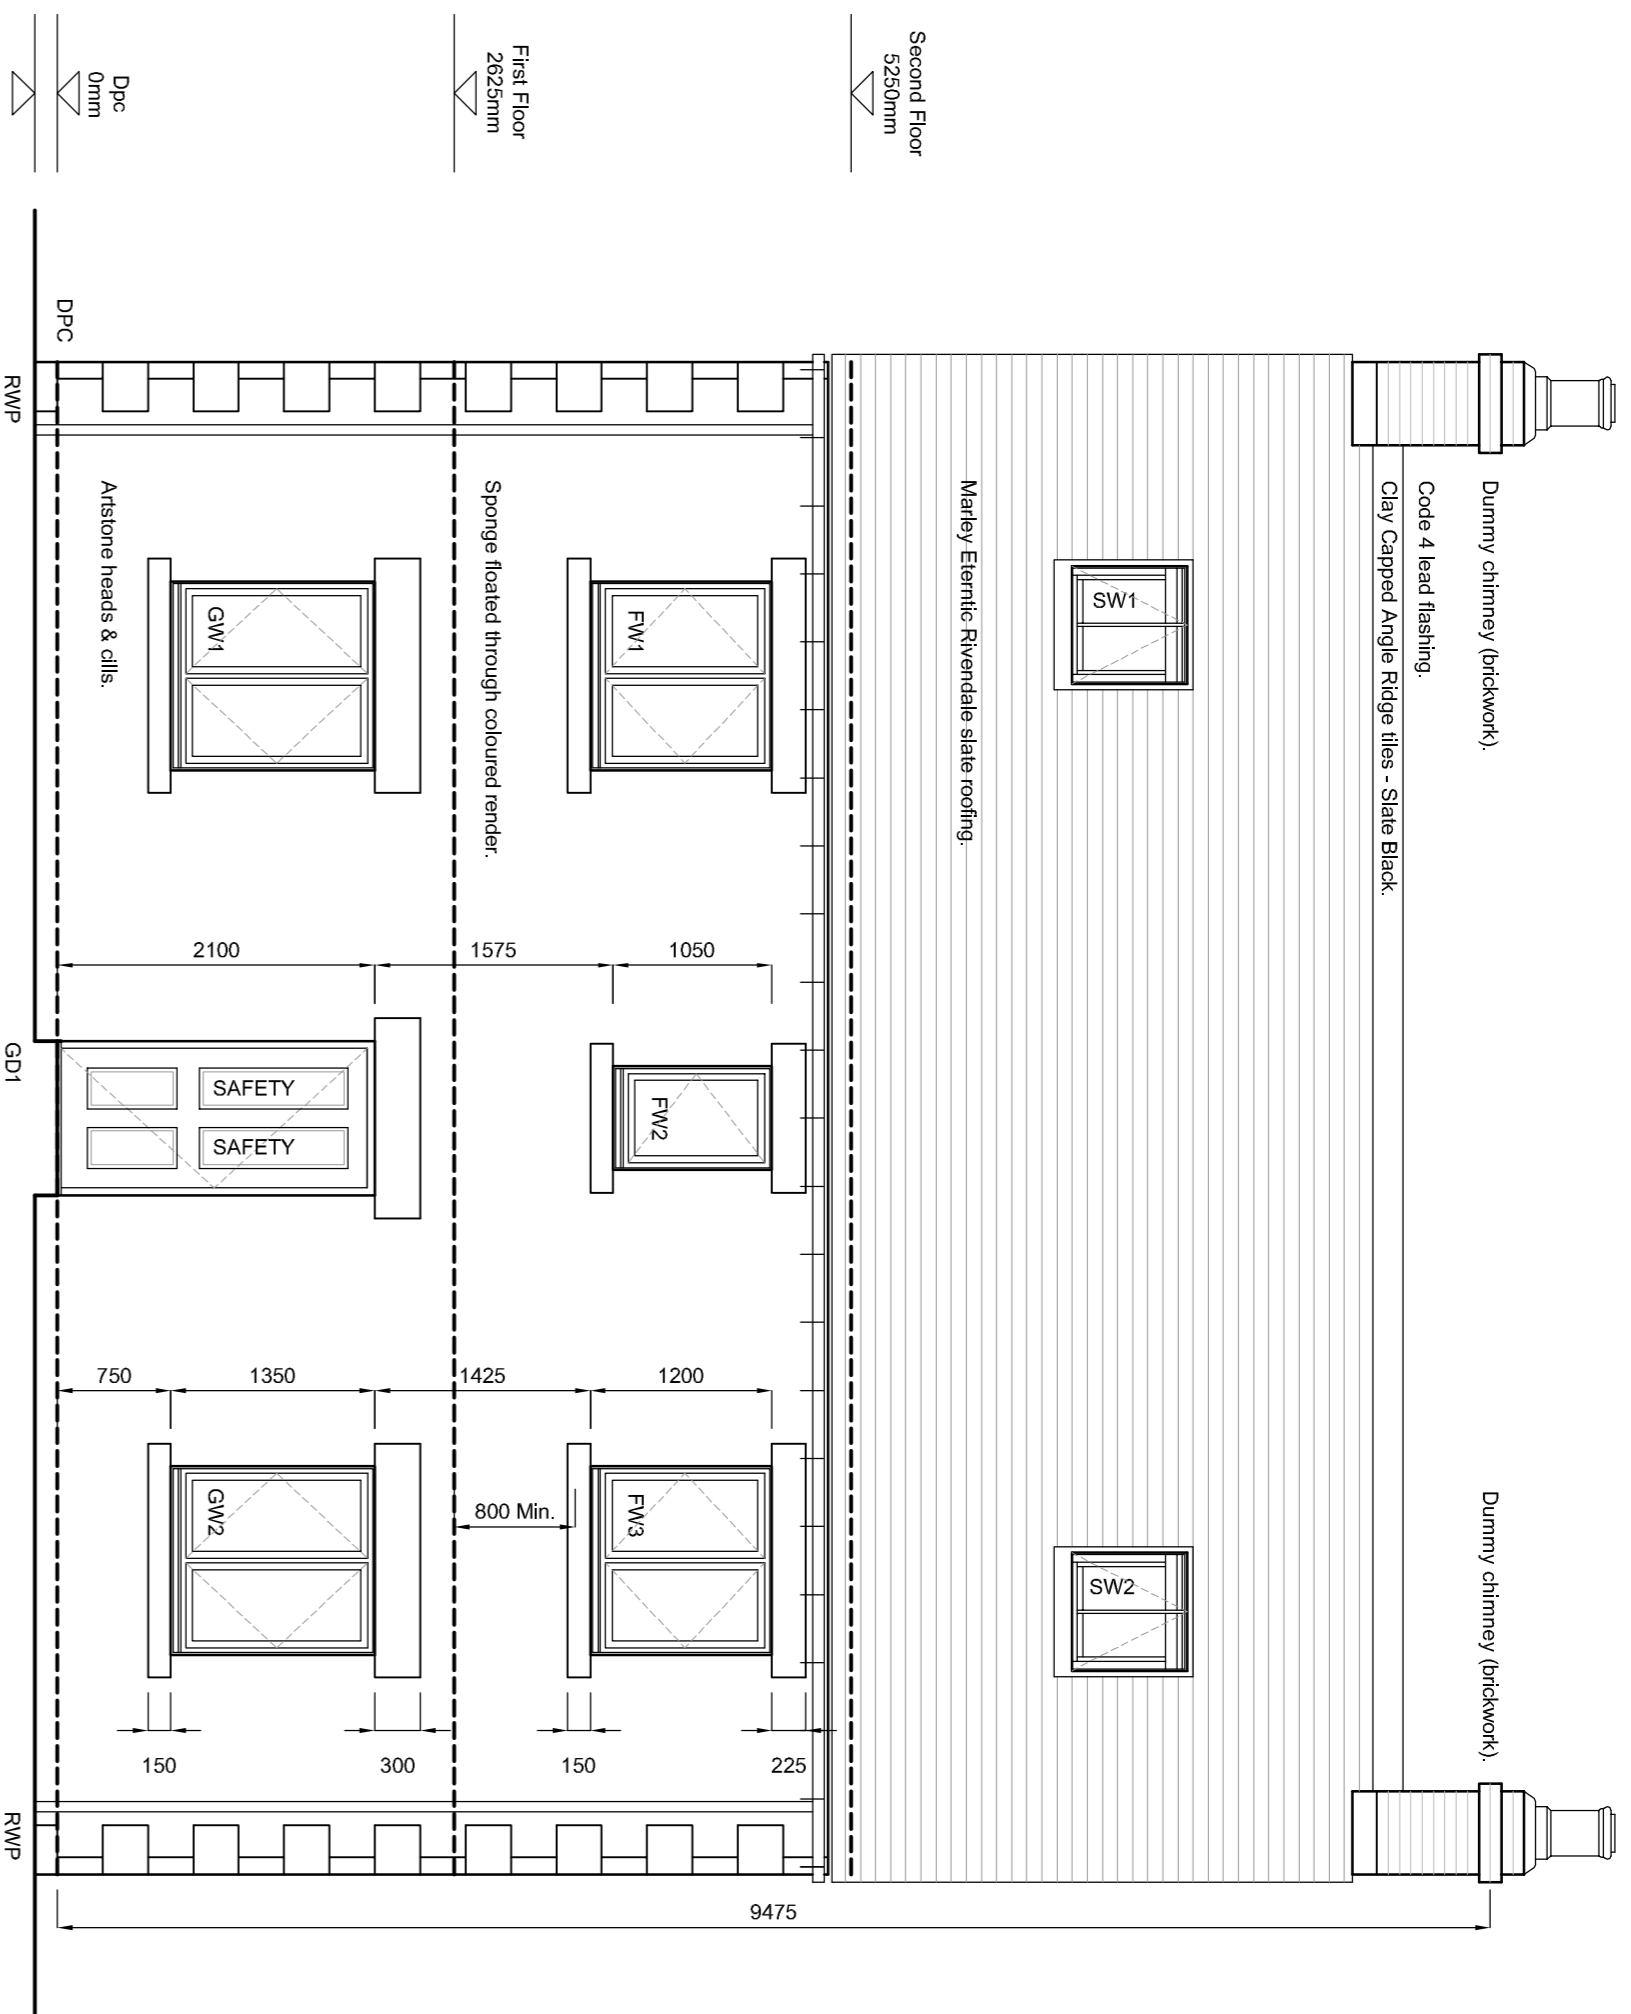 Dummy chimney (brickwork).
Dummy chimney (brickwork).
Code 4 lead flashing.
Clay Capped Angle Ridge tiles - Slate Black.
SW1
SW2
Marley Eterntic Rivendale slate roofing.
Second Floor
5250mm
FW1
FW2
FW3
1050
1200
225
150
800 Min.
Sponge floated through coloured render.
First Floor
2625mm
1575
1425
300
GW1
GW2
SAFETY
SAFETY
2100
1350
750
150
Artstone heads & cills.
Dpc
0mm
DPC
RWP
GD1
RWP
9475